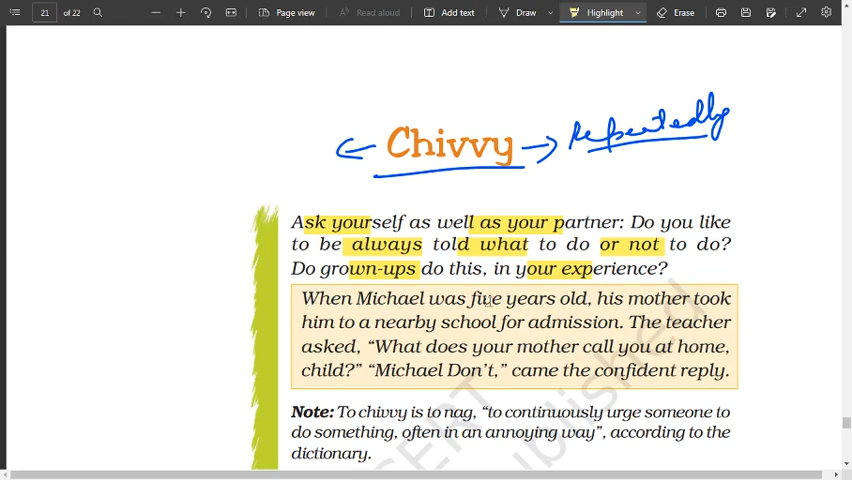 21 of 22 Page view Read aloud Add text Draw Highlight Erase
Chivvy repeatedly
Ask yourself as well as your partner: Do you like
to be always told what to do or not to do?
Do grown-ups do this, in your experience?
When Michael was five years old, his mother took
him to a nearby school for admission. The teacher
asked, “What does your mother call you at home,
child?” “Michael Don’t,” came the confident reply.
Note: To chivvy is to nag, “to continuously urge someone to
do something, often in an annoying way”, according to the
dictionary.